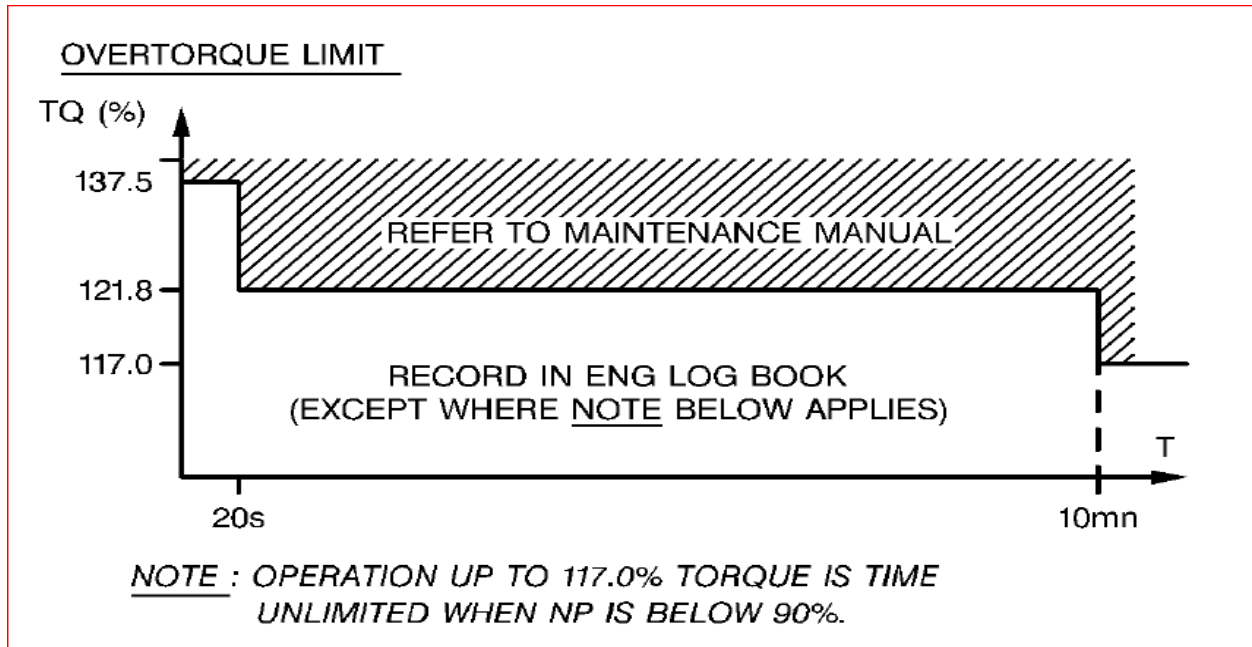 OVERTORQUE LIMIT
TQ (%)
137.5
REFER TO MAINTENANCE MANUAL
121.8
117.0
RECORD IN ENG LOG BOOK
(EXCEPT WHERE NOTE BELOW APPLIES)
T
20s
10mn
NOTE : OPERATION UP TO 117.0% TORQUE IS TIME
UNLIMITED WHEN NP IS BELOW 90%.